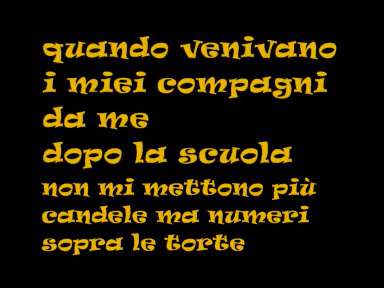 quando venivano
i miei compagni
da me
dopo la scuola
non mi mettono più
candele ma numeri
sopra le torte